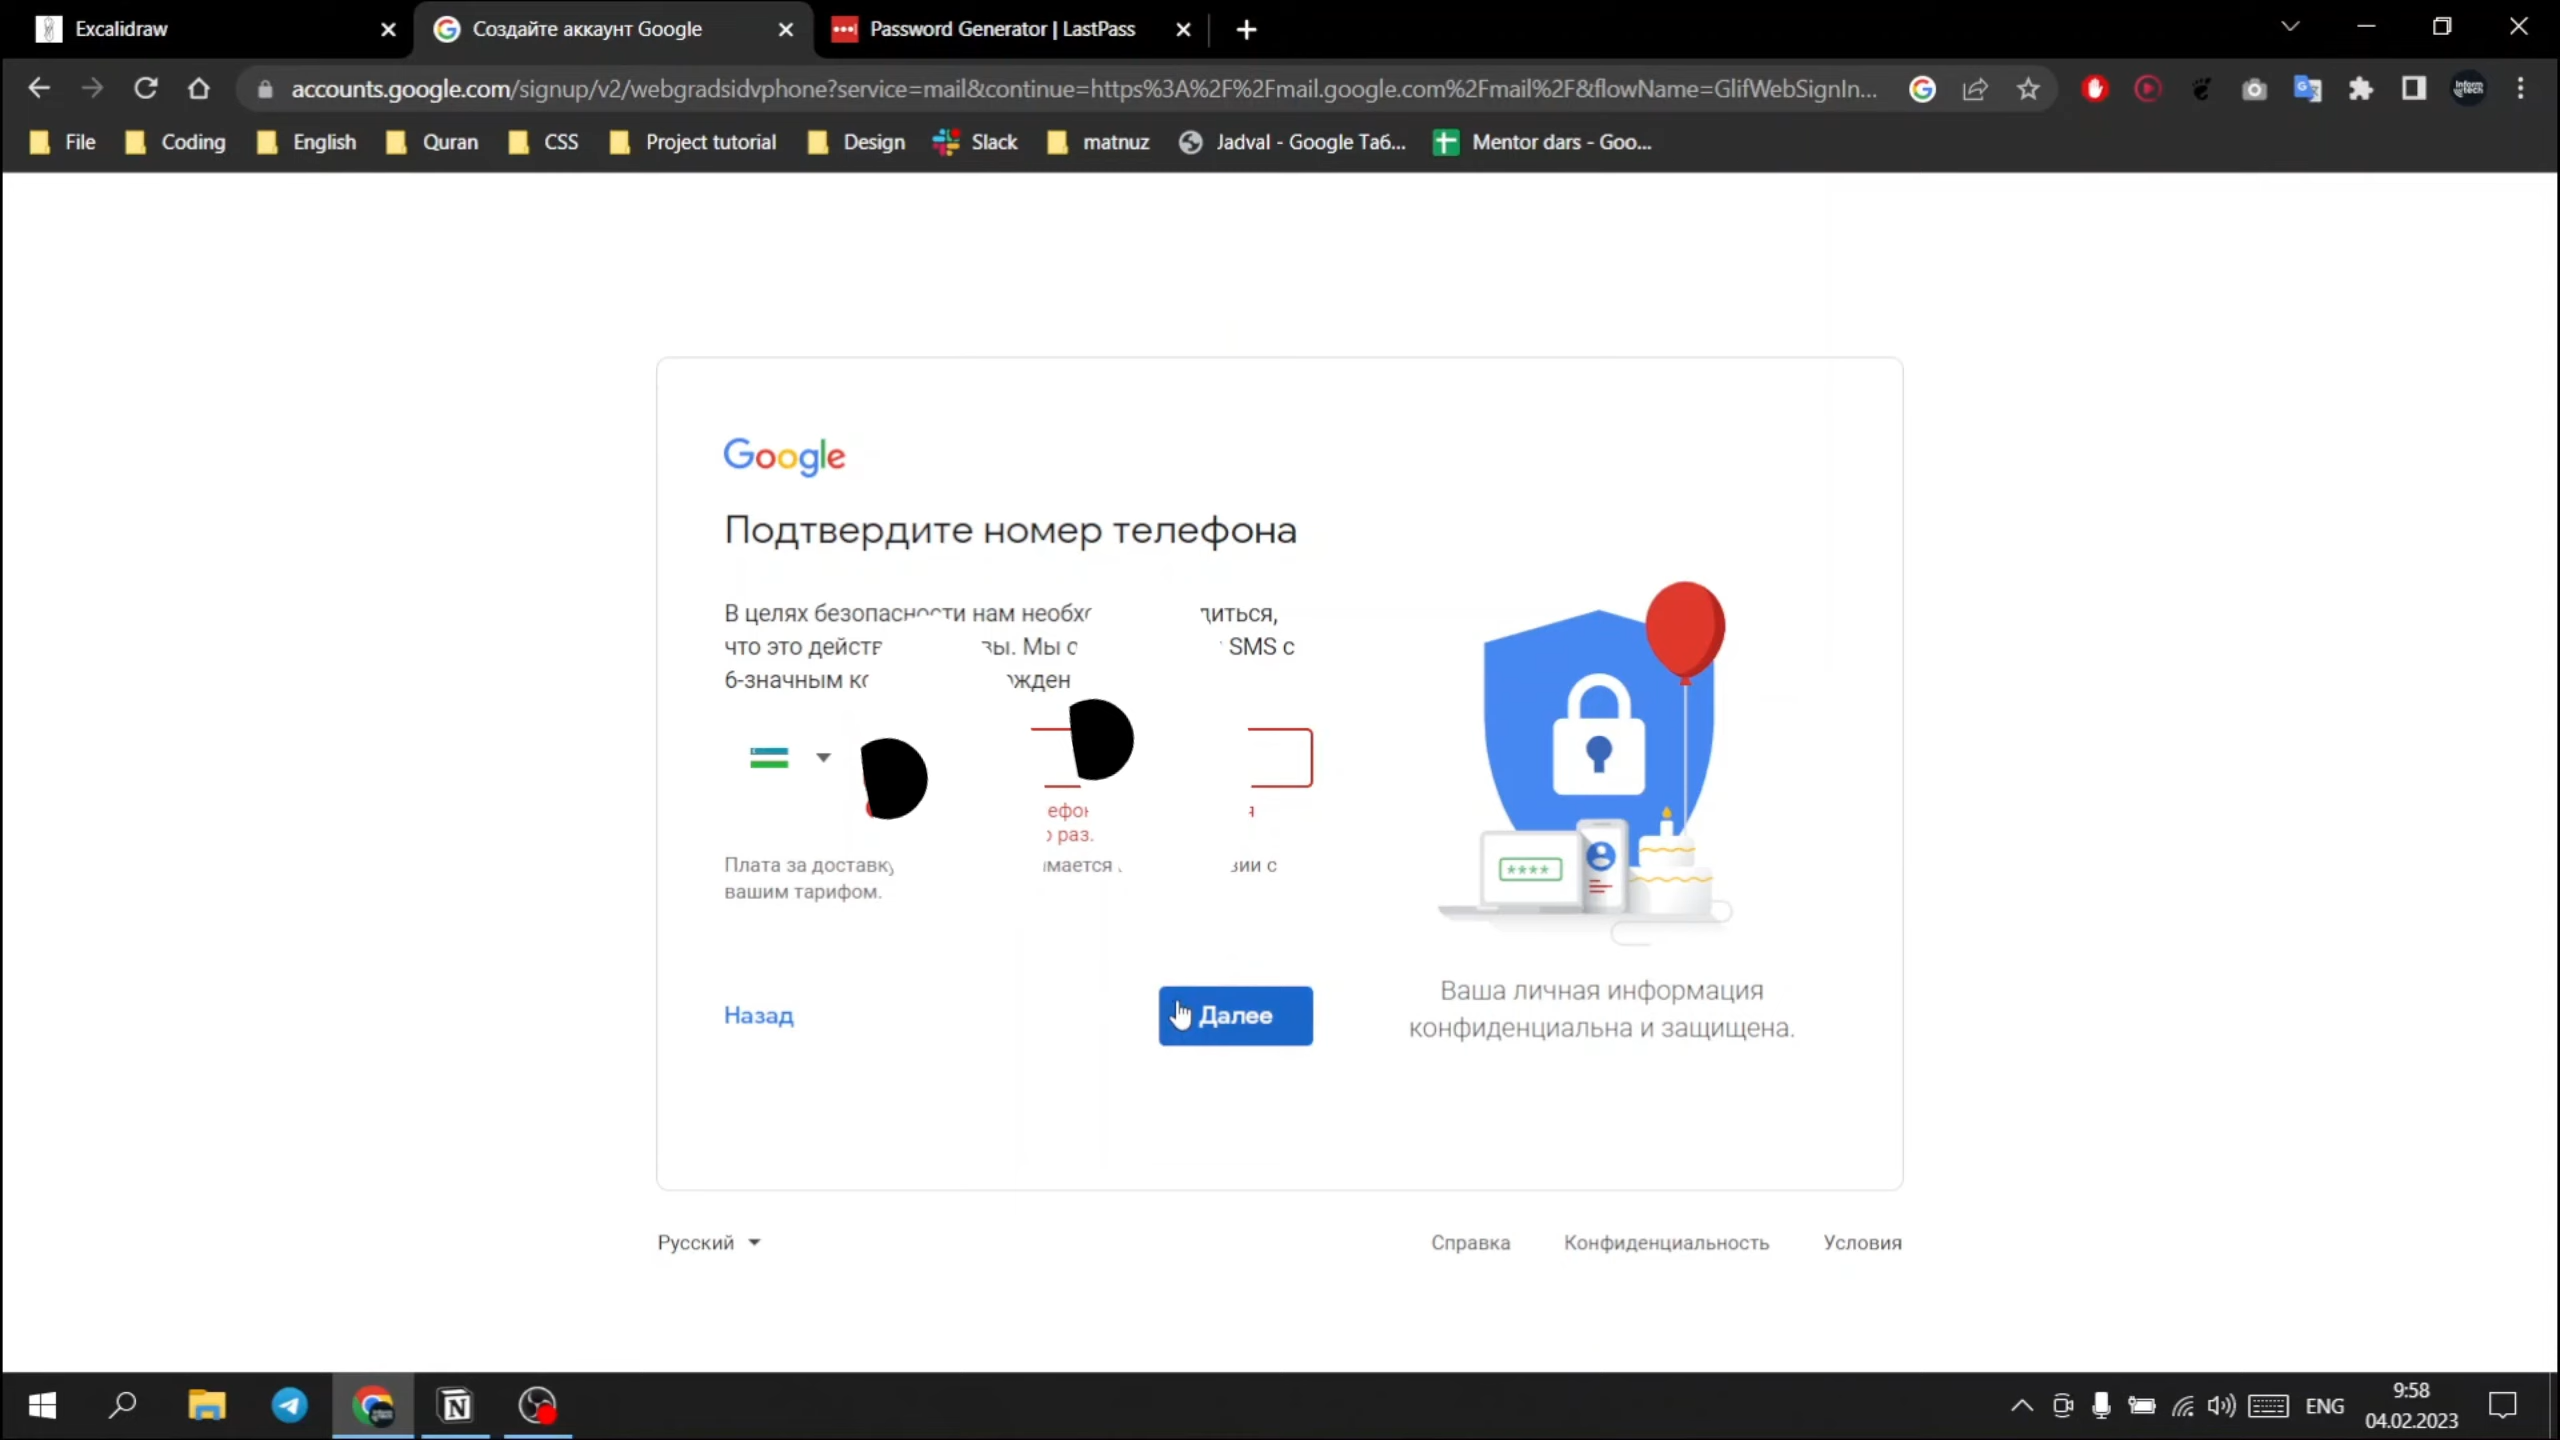 Excalidraw
Создайте аккаунт Google
Password Generator | LastPass
accounts.google.com/signup/v2/webgradsidvphone?service=mail&continue=https%3A%2F%2Fmail.google.com%2Fmail%2F&flowName=GlifWebSignIn...
File Coding English Quran CSS Project tutorial Design Slack matnuz Jadval - Google Таб... Mentor dars - Goo...
Google
Подтвердите номер телефона
В целях безопасности нам
что это SMS с
6-значным
раз.
Плата за
вашим тарифом.
Назад
Далее
****
Ваша личная информация
конфиденциальна и защищена.
Русский
Справка Конфиденциальность Условия
ENG
9:58
04.02.2023